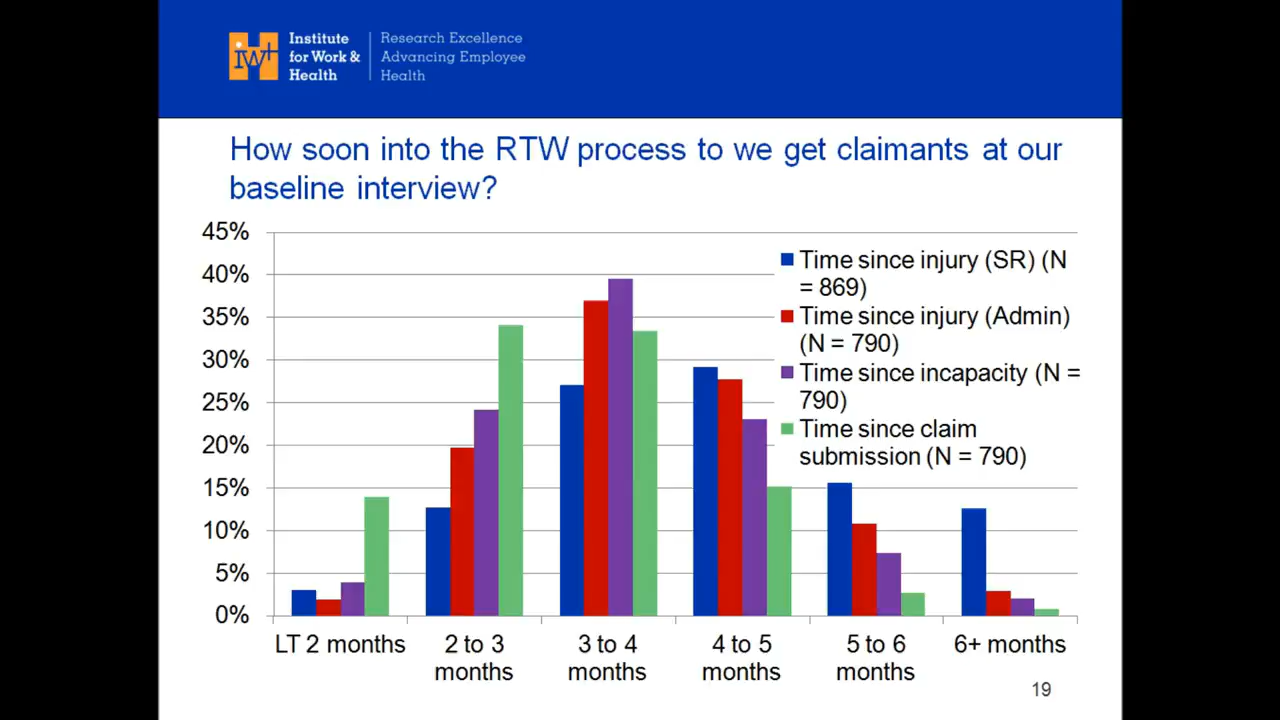 iw+
Institute
for Work &
Health
Research Excellence
Advancing Employee
Health
How soon into the RTW process to we get claimants at our
baseline interview?
45%
40%
35%
30%
25%
20%
15%
10%
5%
0%
Time since injury (SR) (N
= 869)
Time since injury (Admin)
(N = 790)
Time since incapacity (N =
790)
Time since claim
submission (N = 790)
LT 2 months
2 to 3
months
3 to 4
months
4 to 5
months
5 to 6
months
6+ months
19